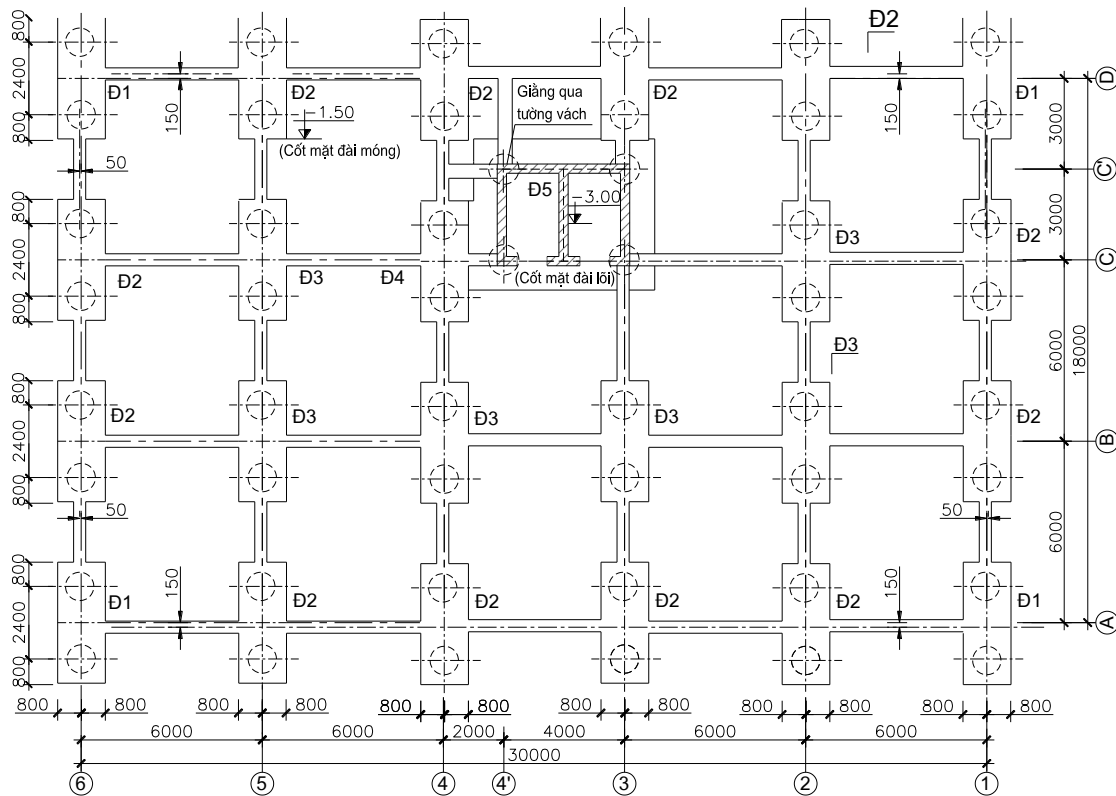 800
2400
800
800
2400
800
800
2400
800
800
2400
800
Đ2
Đ1
Đ2
Đ2
Đ2
Đ1
Giằng qua
tường vách
-1.50
(Cốt mặt đài móng)
150
150
50
Đ5
-3.00
(Cốt mặt đài lõi)
Đ3
Đ2
Đ2
Đ3
Đ4
Đ3
Đ2
Đ3
Đ3
Đ3
Đ2
50
50
150
150
Đ1
Đ2
Đ2
Đ2
Đ2
Đ1
3000
3000
6000
6000
18000
D
C'
C
B
A
800
800
800
800
800
800
800
800
800
800
800
800
6000
6000
2000
4000
6000
6000
30000
6
5
4
4'
3
2
1